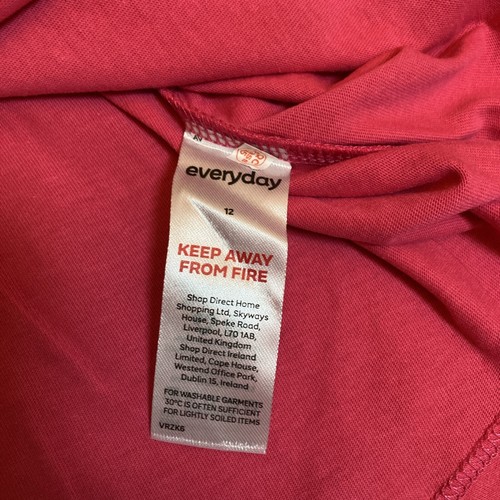 everyday
12
KEEP AWAY
FROM FIRE
Shop Direct Home
Shopping Ltd, Skyways
House, Speke Road,
Liverpool, L70 1AB,
United Kingdom
Shop Direct Ireland
Limited, Cape House,
Westend Office Park,
Dublin 15, Ireland
FOR WASHABLE GARMENTS
30°C IS OFTEN SUFFICIENT
FOR LIGHTLY SOILED ITEMS
VRZK6